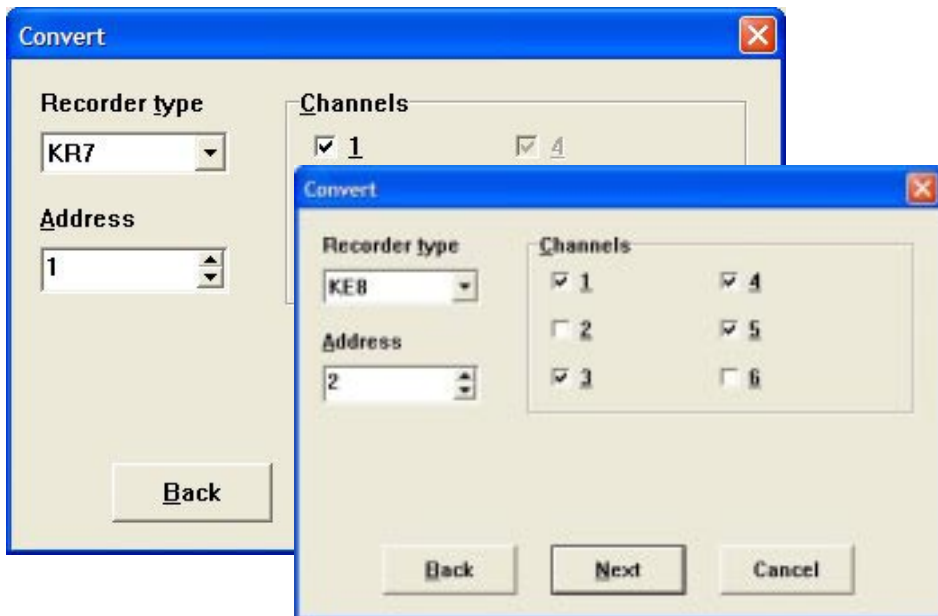 Convert
Recorder type
KR7
Address
1
Channels
1 4
Back
Convert
Recorder type
KE8
Address
2
Channels
1 4
2 5
3 6
Back Next Cancel